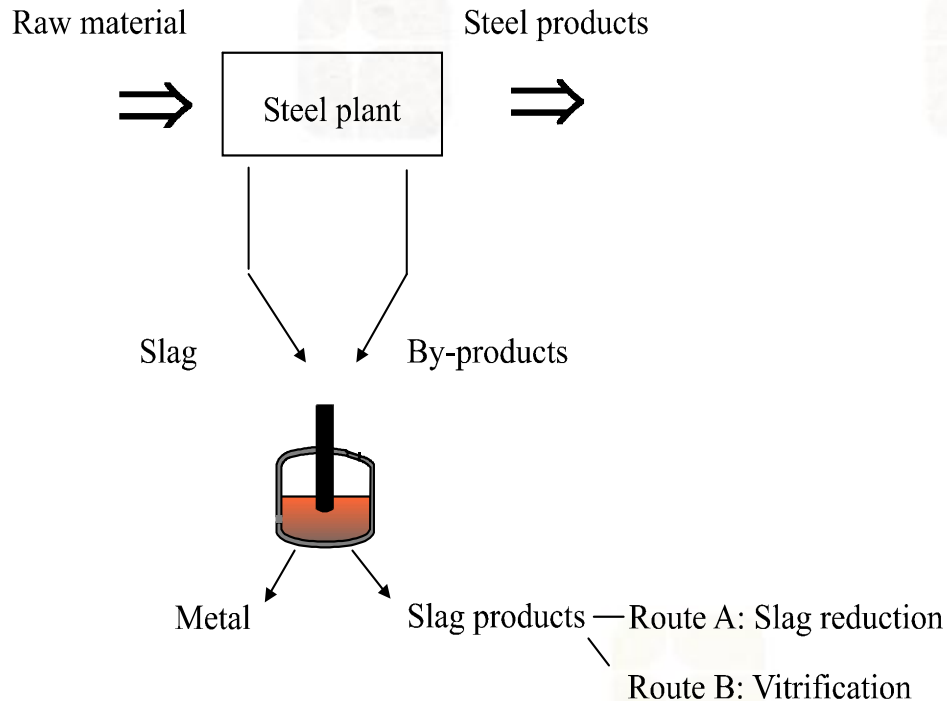 Raw material
Steel products
Steel plant
Slag
By-products
Metal
Slag products
Route A: Slag reduction
Route B: Vitrification